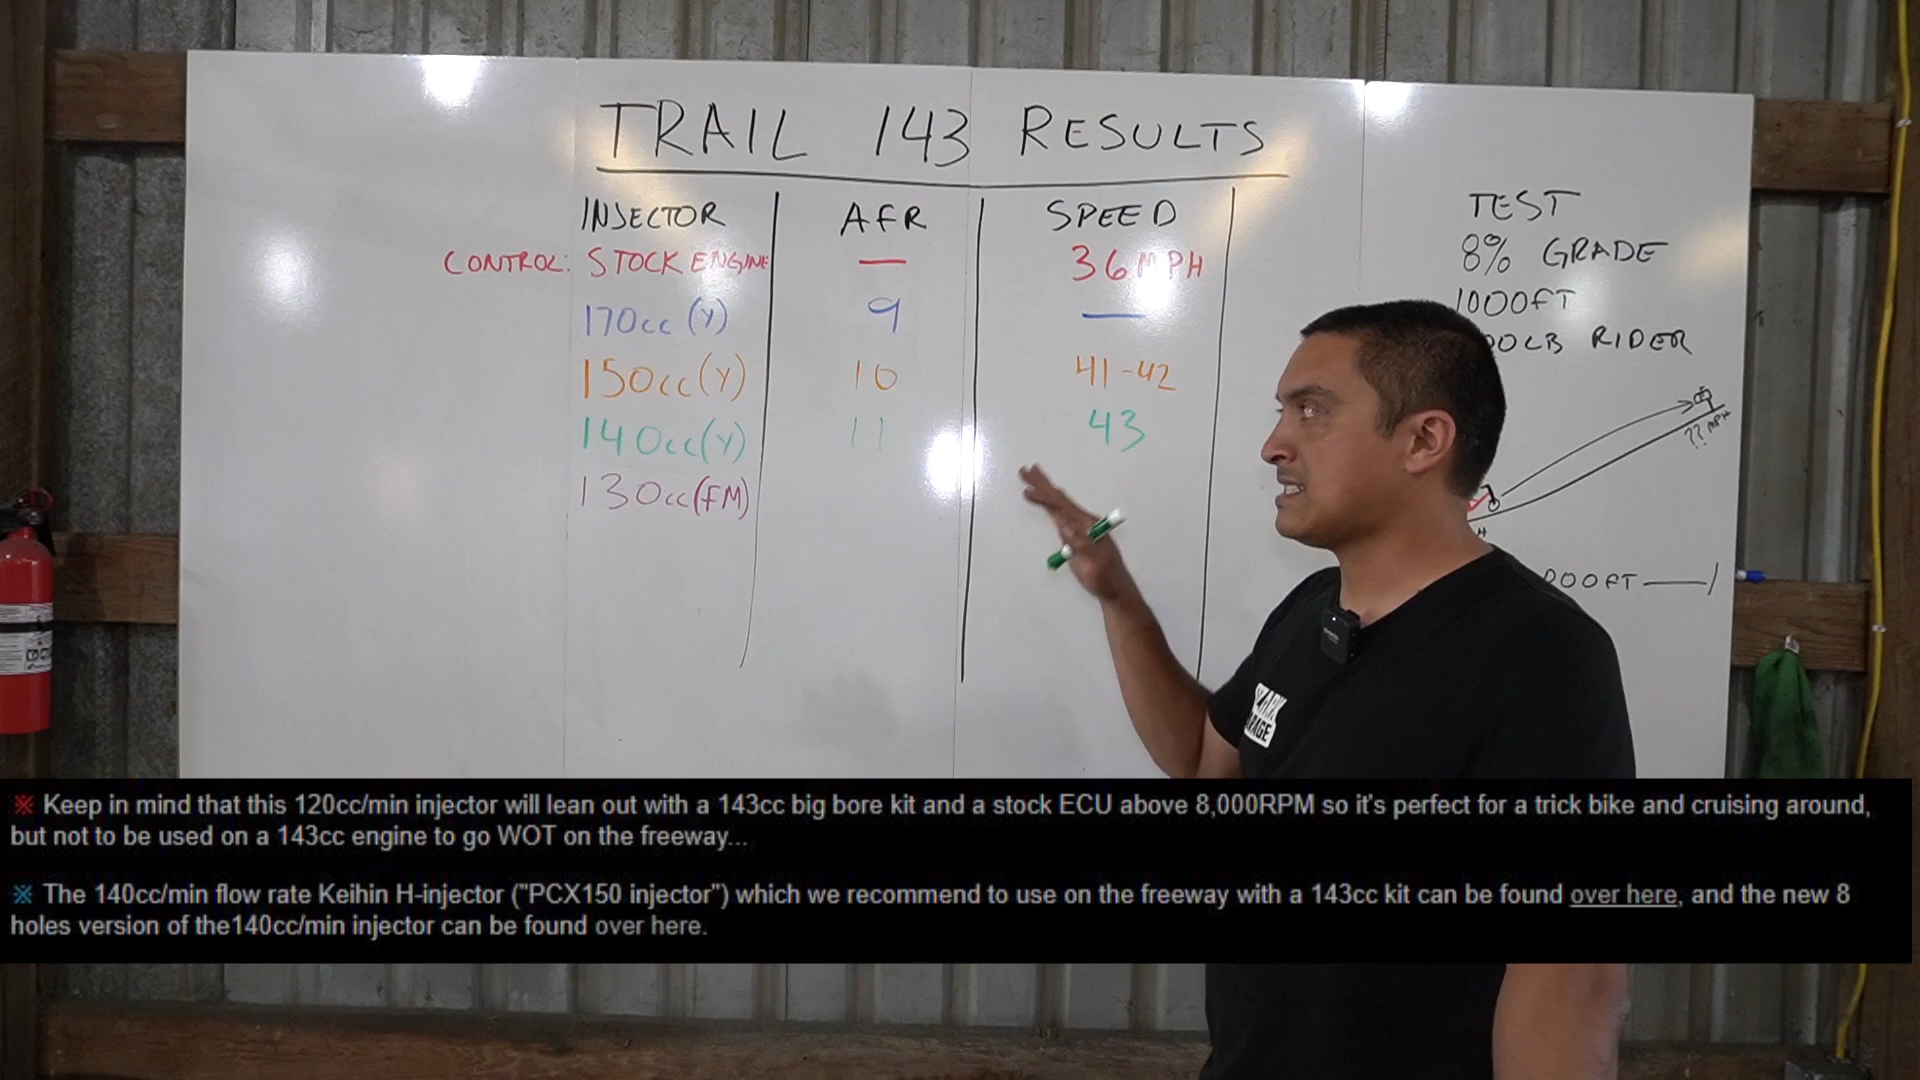 TRAIL 143 RESULTS
INJECTOR AFR SPEED
CONTROL: STOCK ENGINE — 36 MPH
170cc (Y) 9 —
150cc (Y) 10 41-42
140cc (Y) 11 43
130cc (FM)
TEST
8% GRADE
1000FT
RIDER
?? MPH
000FT
※ Keep in mind that this 120cc/min injector will lean out with a 143cc big bore kit and a stock ECU above 8,000RPM so it's perfect for a trick bike and cruising around,
but not to be used on a 143cc engine to go WOT on the freeway...
※ The 140cc/min flow rate Keihin H-injector ("PCX150 injector") which we recommend to use on the freeway with a 143cc kit can be found over here, and the new 8
holes version of the140cc/min injector can be found over here.